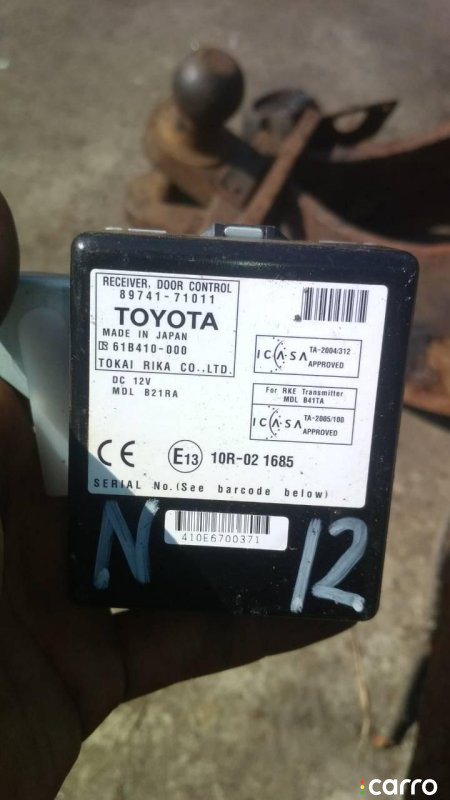 RECEIVER, DOOR CONTROL
89741-71011
TOYOTA
MADE IN JAPAN
61B410-000
TOKAI RIKA CO.,LTD.
DC 12V
MDL B21RA
ICASA TA-2004/312
APPROVED
For RKE Transmitter
MDL B41TA
ICASA TA-2005/100
APPROVED
CE E13 10R-02 1685
SERIAL No.(See barcode below)
410E6700371
N 12
carro